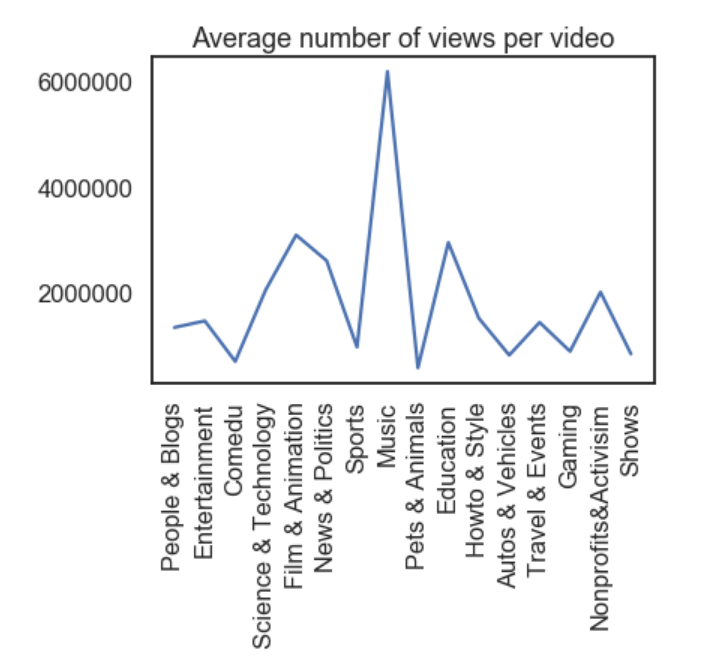 Average number of views per video
6000000
4000000
2000000
People & Blogs
Entertainment
Comedu
Science & Technology
Film & Animation
News & Politics
Sports
Music
Pets & Animals
Education
Howto & Style
Autos & Vehicles
Travel & Events
Gaming
Nonprofits&Activisim
Shows